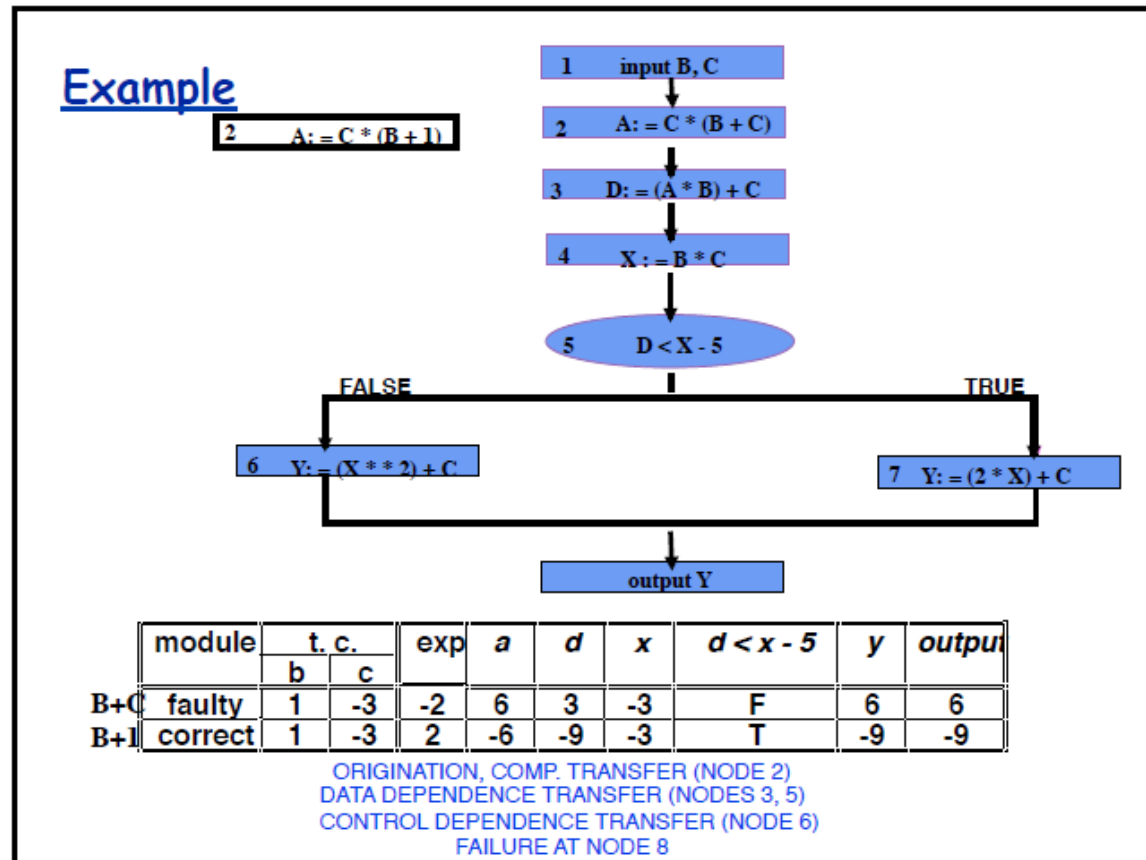 Example
1 input B, C
2 A: = C * (B + 1)
2 A: = C * (B + C)
3 D: = (A * B) + C
4 X : = B * C
5 D < X - 5
FALSE TRUE
6 Y: = (X * * 2) + C
7 Y: = (2 * X) + C
output Y
module t. c. exp a d x d < x - 5 y output
b c
B+C faulty 1 -3 -2 6 3 -3 F 6 6
B+1 correct 1 -3 2 -6 -9 -3 T -9 -9
ORIGINATION, COMP. TRANSFER (NODE 2)
DATA DEPENDENCE TRANSFER (NODES 3, 5)
CONTROL DEPENDENCE TRANSFER (NODE 6)
FAILURE AT NODE 8